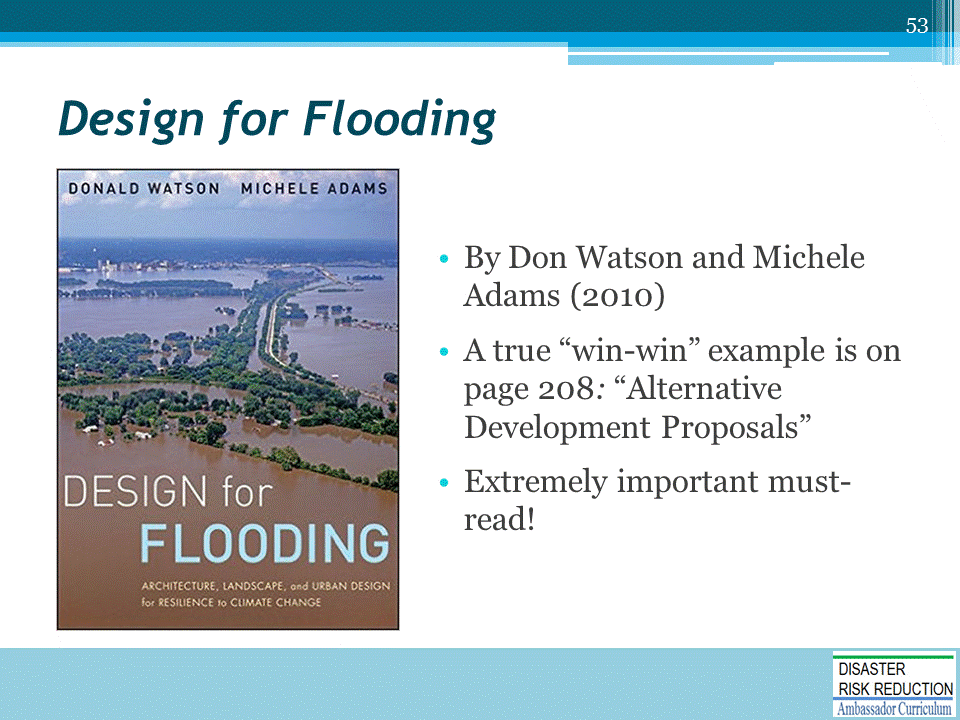 53
Design for Flooding
DONALD WATSON MICHELE ADAMS
DESIGN for
FLOODING
ARCHITECTURE, LANDSCAPE, and URBAN DESIGN
for RESILIENCE to CLIMATE CHANGE
• By Don Watson and Michele
Adams (2010)
• A true “win-win” example is on
page 208: “Alternative
Development Proposals”
• Extremely important must-
read!
DISASTER
RISK REDUCTION
Ambassador Curriculum